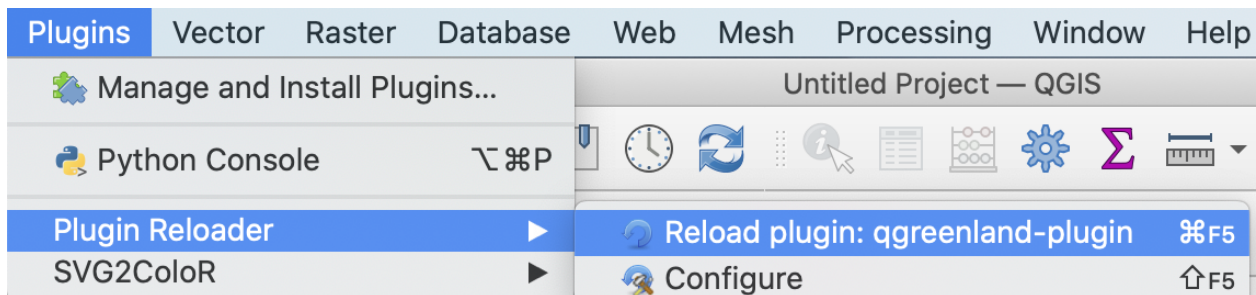 Plugins Vector Raster Database Web Mesh Processing Window Help
Manage and Install Plugins...
Untitled Project — QGIS
Python Console ⌥⌘P
Plugin Reloader ▶
Reload plugin: qgreenland-plugin ⌘F5
SVG2ColoR ▶
Configure ⇧F5